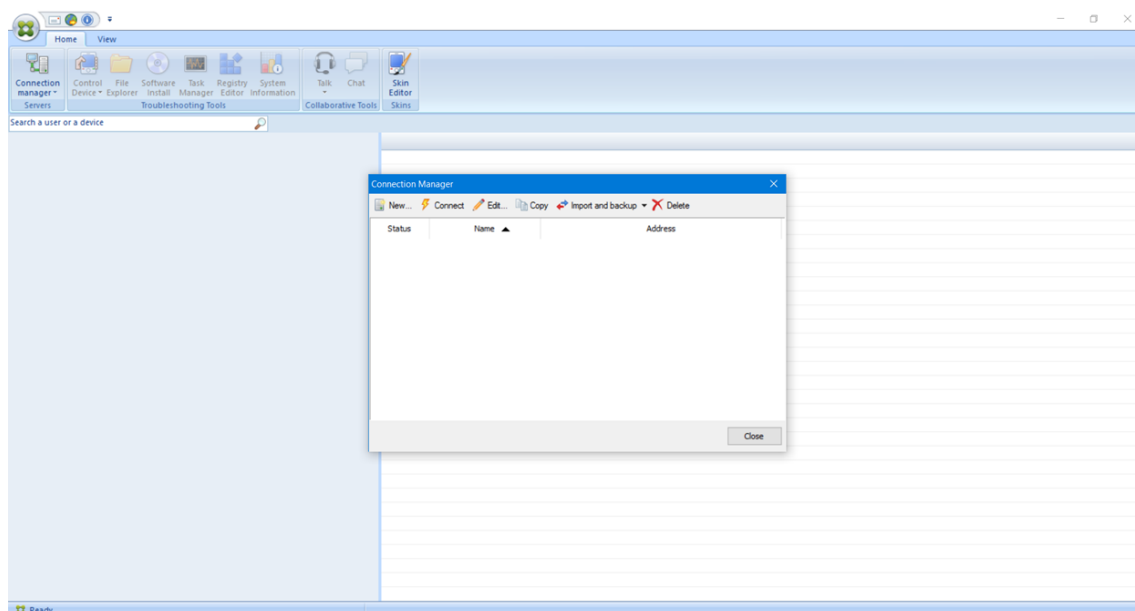 Home View
Connection manager
Control Device
File Explorer
Software Install
Task Manager
Registry Editor
System Information
Talk
Chat
Skin Editor
Servers
Troubleshooting Tools
Collaborative Tools
Skins
Search a user or a device
Connection Manager
New... Connect Edit... Copy Import and backup Delete
Status Name Address
Close
Ready